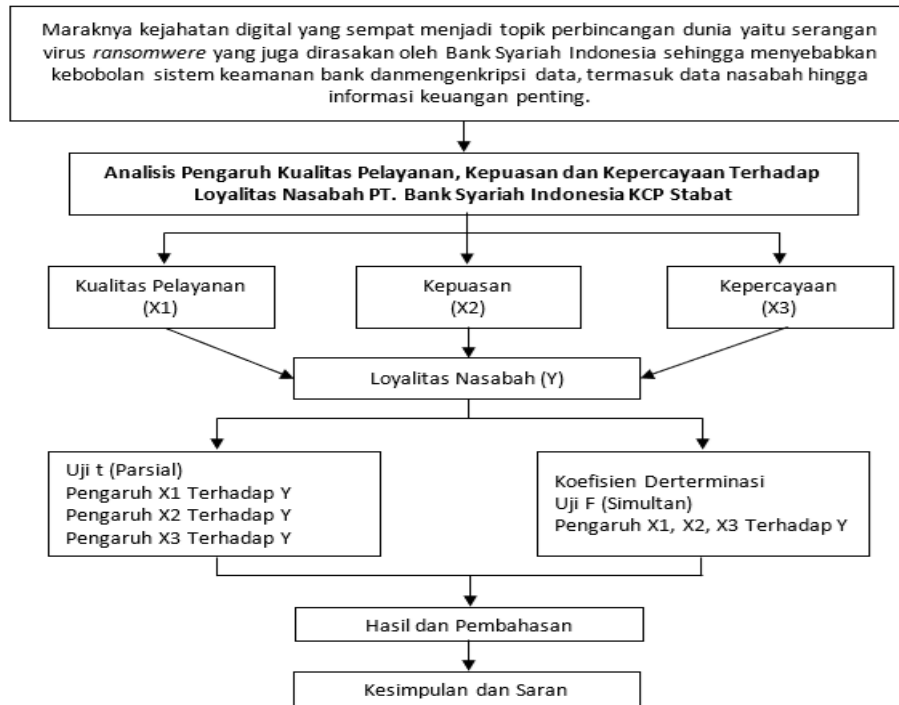 Maraknya kejahatan digital yang sempat menjadi topik perbincangan dunia yaitu serangan
virus ransomwere yang juga dirasakan oleh Bank Syariah Indonesia sehingga menyebabkan
kebobolan sistem keamanan bank danmengenkripsi data, termasuk data nasabah hingga
informasi keuangan penting.
Analisis Pengaruh Kualitas Pelayanan, Kepuasan dan Kepercayaan Terhadap
Loyalitas Nasabah PT. Bank Syariah Indonesia KCP Stabat
Kualitas Pelayanan
(X1)
Kepuasan
(X2)
Kepercayaan
(X3)
Loyalitas Nasabah (Y)
Uji t (Parsial)
Pengaruh X1 Terhadap Y
Pengaruh X2 Terhadap Y
Pengaruh X3 Terhadap Y
Koefisien Derterminasi
Uji F (Simultan)
Pengaruh X1, X2, X3 Terhadap Y
Hasil dan Pembahasan
Kesimpulan dan Saran